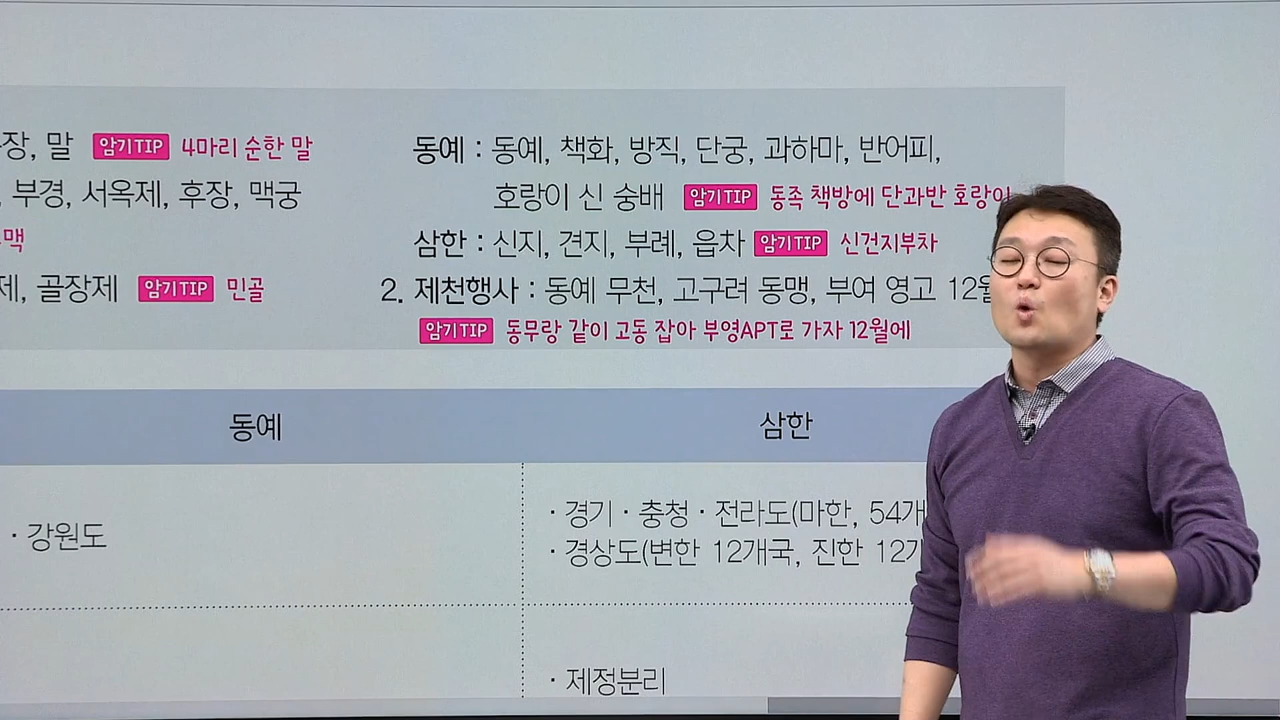 장, 말 암기TIP 4마리 순한 말
, 부경, 서옥제, 후장, 맥궁
맥
제, 골장제 암기TIP 민골
동예 : 동예, 책화, 방직, 단궁, 과하마, 반어피,
호랑이 신 숭배 암기TIP 동족 책방에 단과반 호랑이
삼한 : 신지, 견지, 부례, 읍차 암기TIP 신건지부차
2. 제천행사 : 동예 무천, 고구려 동맹, 부여 영고 12월
암기TIP 동무랑 같이 고동 잡아 부영APT로 가자 12월에
동예 삼한
· 강원도
· 경기 · 충청 · 전라도(마한, 54개
· 경상도(변한 12개국, 진한 12개
· 제정분리